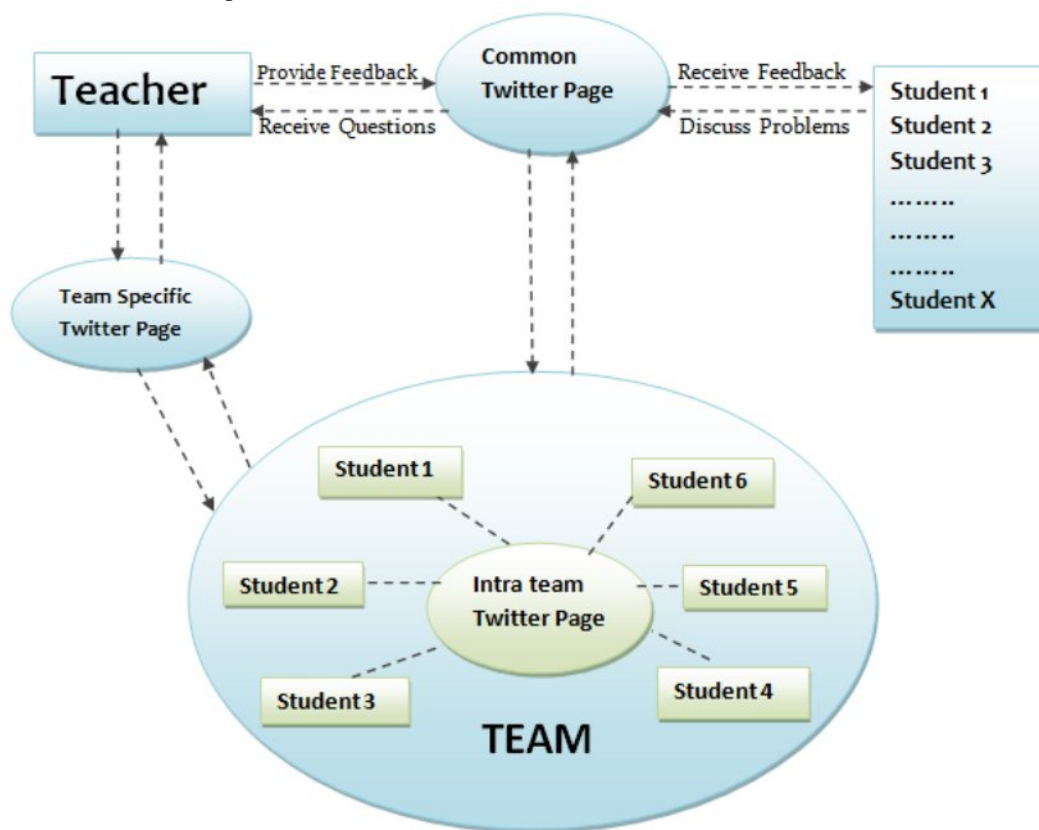 Common
Twitter Page
Teacher
Provide Feedback
Receive Questions
Receive Feedback
Discuss Problems
Student 1
Student 2
Student 3
........
........
........
Student X
Team Specific
Twitter Page
Student 1
Student 6
Student 2
Intra team
Twitter Page
Student 5
Student 3
Student 4
TEAM